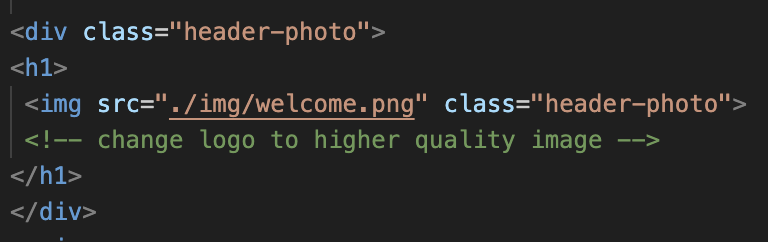 <div class="header-photo">
<h1>
<img src="./img/welcome.png" class="header-photo">
<!-- change logo to higher quality image -->
</h1>
</div>